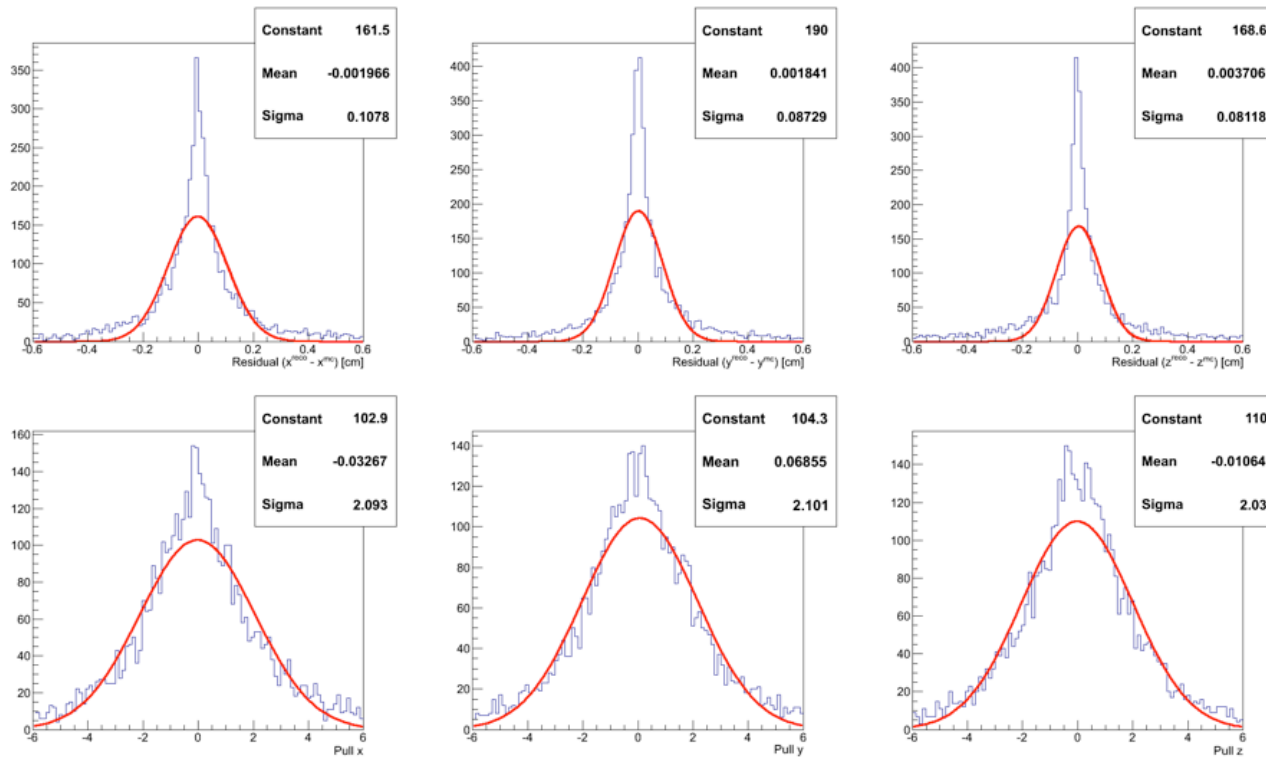 Constant 161.5
Mean -0.001966
Sigma 0.1078
350
300
250
200
150
100
50
0
-0.6 -0.4 -0.2 0 0.2 0.4 0.6
Residual (x^reco - x^mc) [cm]
Constant 190
Mean 0.001841
Sigma 0.08729
400
350
300
250
200
150
100
50
0
-0.6 -0.4 -0.2 0 0.2 0.4 0.6
Residual (y^reco - y^mc) [cm]
Constant 168.6
Mean 0.003706
Sigma 0.08118
400
350
300
250
200
150
100
50
0
-0.6 -0.4 -0.2 0 0.2 0.4 0.6
Residual (z^reco - z^mc) [cm]
Constant 102.9
Mean -0.03267
Sigma 2.093
160
140
120
100
80
60
40
20
0
-6 -4 -2 0 2 4 6
Pull x
Constant 104.3
Mean 0.06855
Sigma 2.101
140
120
100
80
60
40
20
0
-6 -4 -2 0 2 4 6
Pull y
Constant 110
Mean -0.01064
Sigma 2.03
140
120
100
80
60
40
20
0
-6 -4 -2 0 2 4 6
Pull z